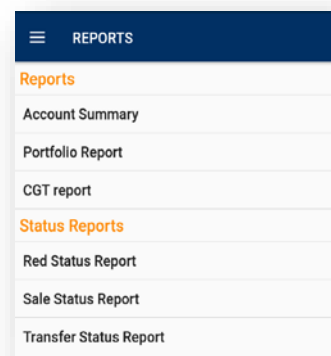 REPORTS
Reports
Account Summary
Portfolio Report
CGT report
Status Reports
Red Status Report
Sale Status Report
Transfer Status Report